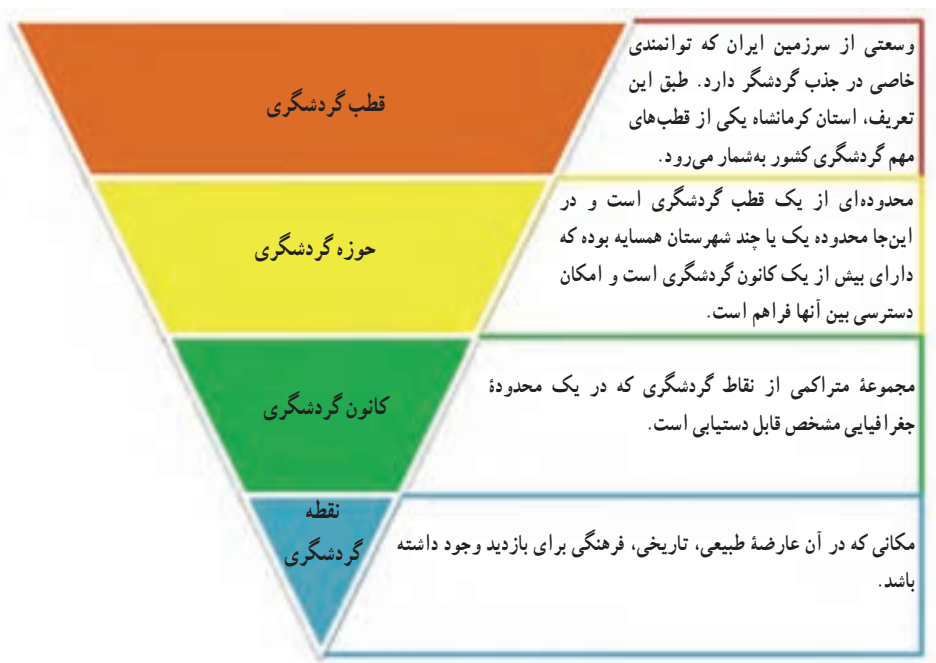 قطب گردشگری
وسعتی از سرزمین ایران که توانمندی
خاصی در جذب گردشگر دارد. طبق این
تعریف، استان کرمانشاه یکی از قطب‌های
مهم گردشگری کشور به‌شمار می‌رود.
حوزه گردشگری
محدوده‌ای از یک قطب گردشگری است و در
این‌جا محدوده یک یا چند شهرستان همسایه بوده که
دارای بیش از یک کانون گردشگری است و امکان
دسترسی بین آنها فراهم است.
کانون گردشگری
مجموعهٔ متراکمی از نقاط گردشگری که در یک محدودهٔ
جغرافیایی مشخص قابل دستیابی است.
نقطه
گردشگری
مکانی که در آن عارضهٔ طبیعی، تاریخی، فرهنگی برای بازدید وجود داشته
باشد.